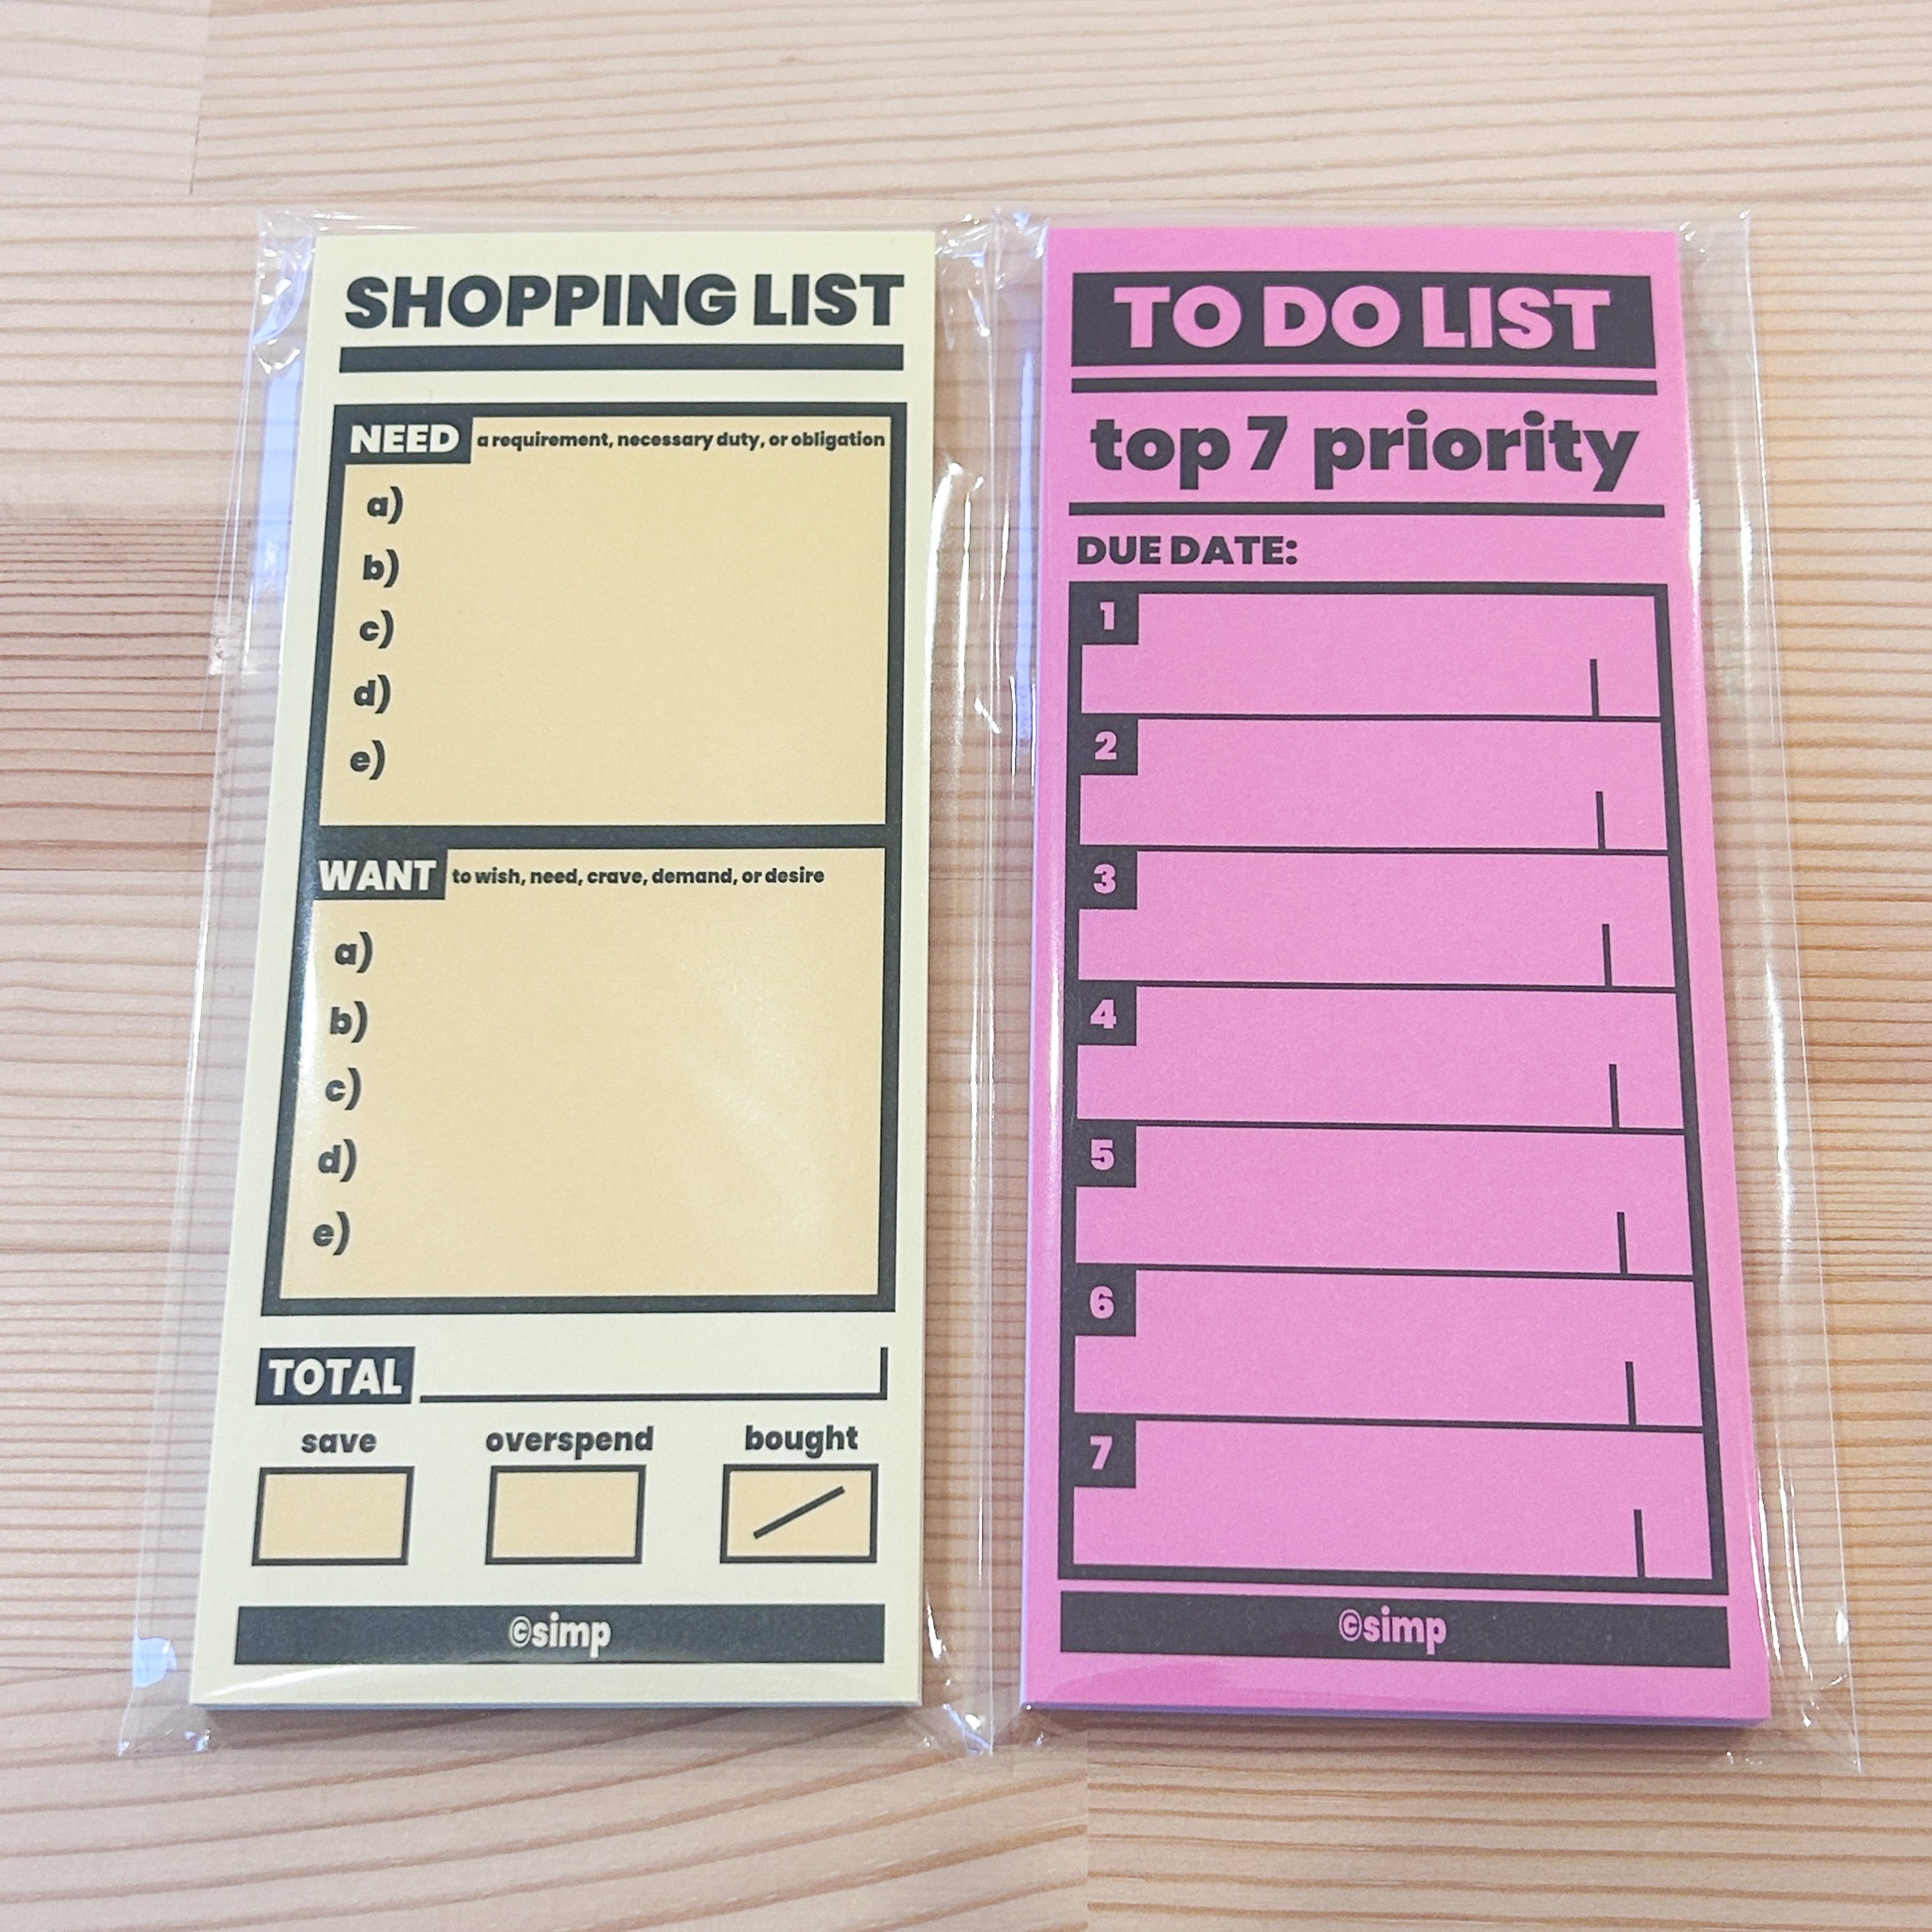 SHOPPING LIST
NEED a requirement, necessary duty, or obligation
a)
b)
c)
d)
e)
WANT to wish, need, crave, demand, or desire
a)
b)
c)
d)
e)
TOTAL
save overspend bought
©simp
TO DO LIST
top 7 priority
DUE DATE:
1
2
3
4
5
6
7
©simp